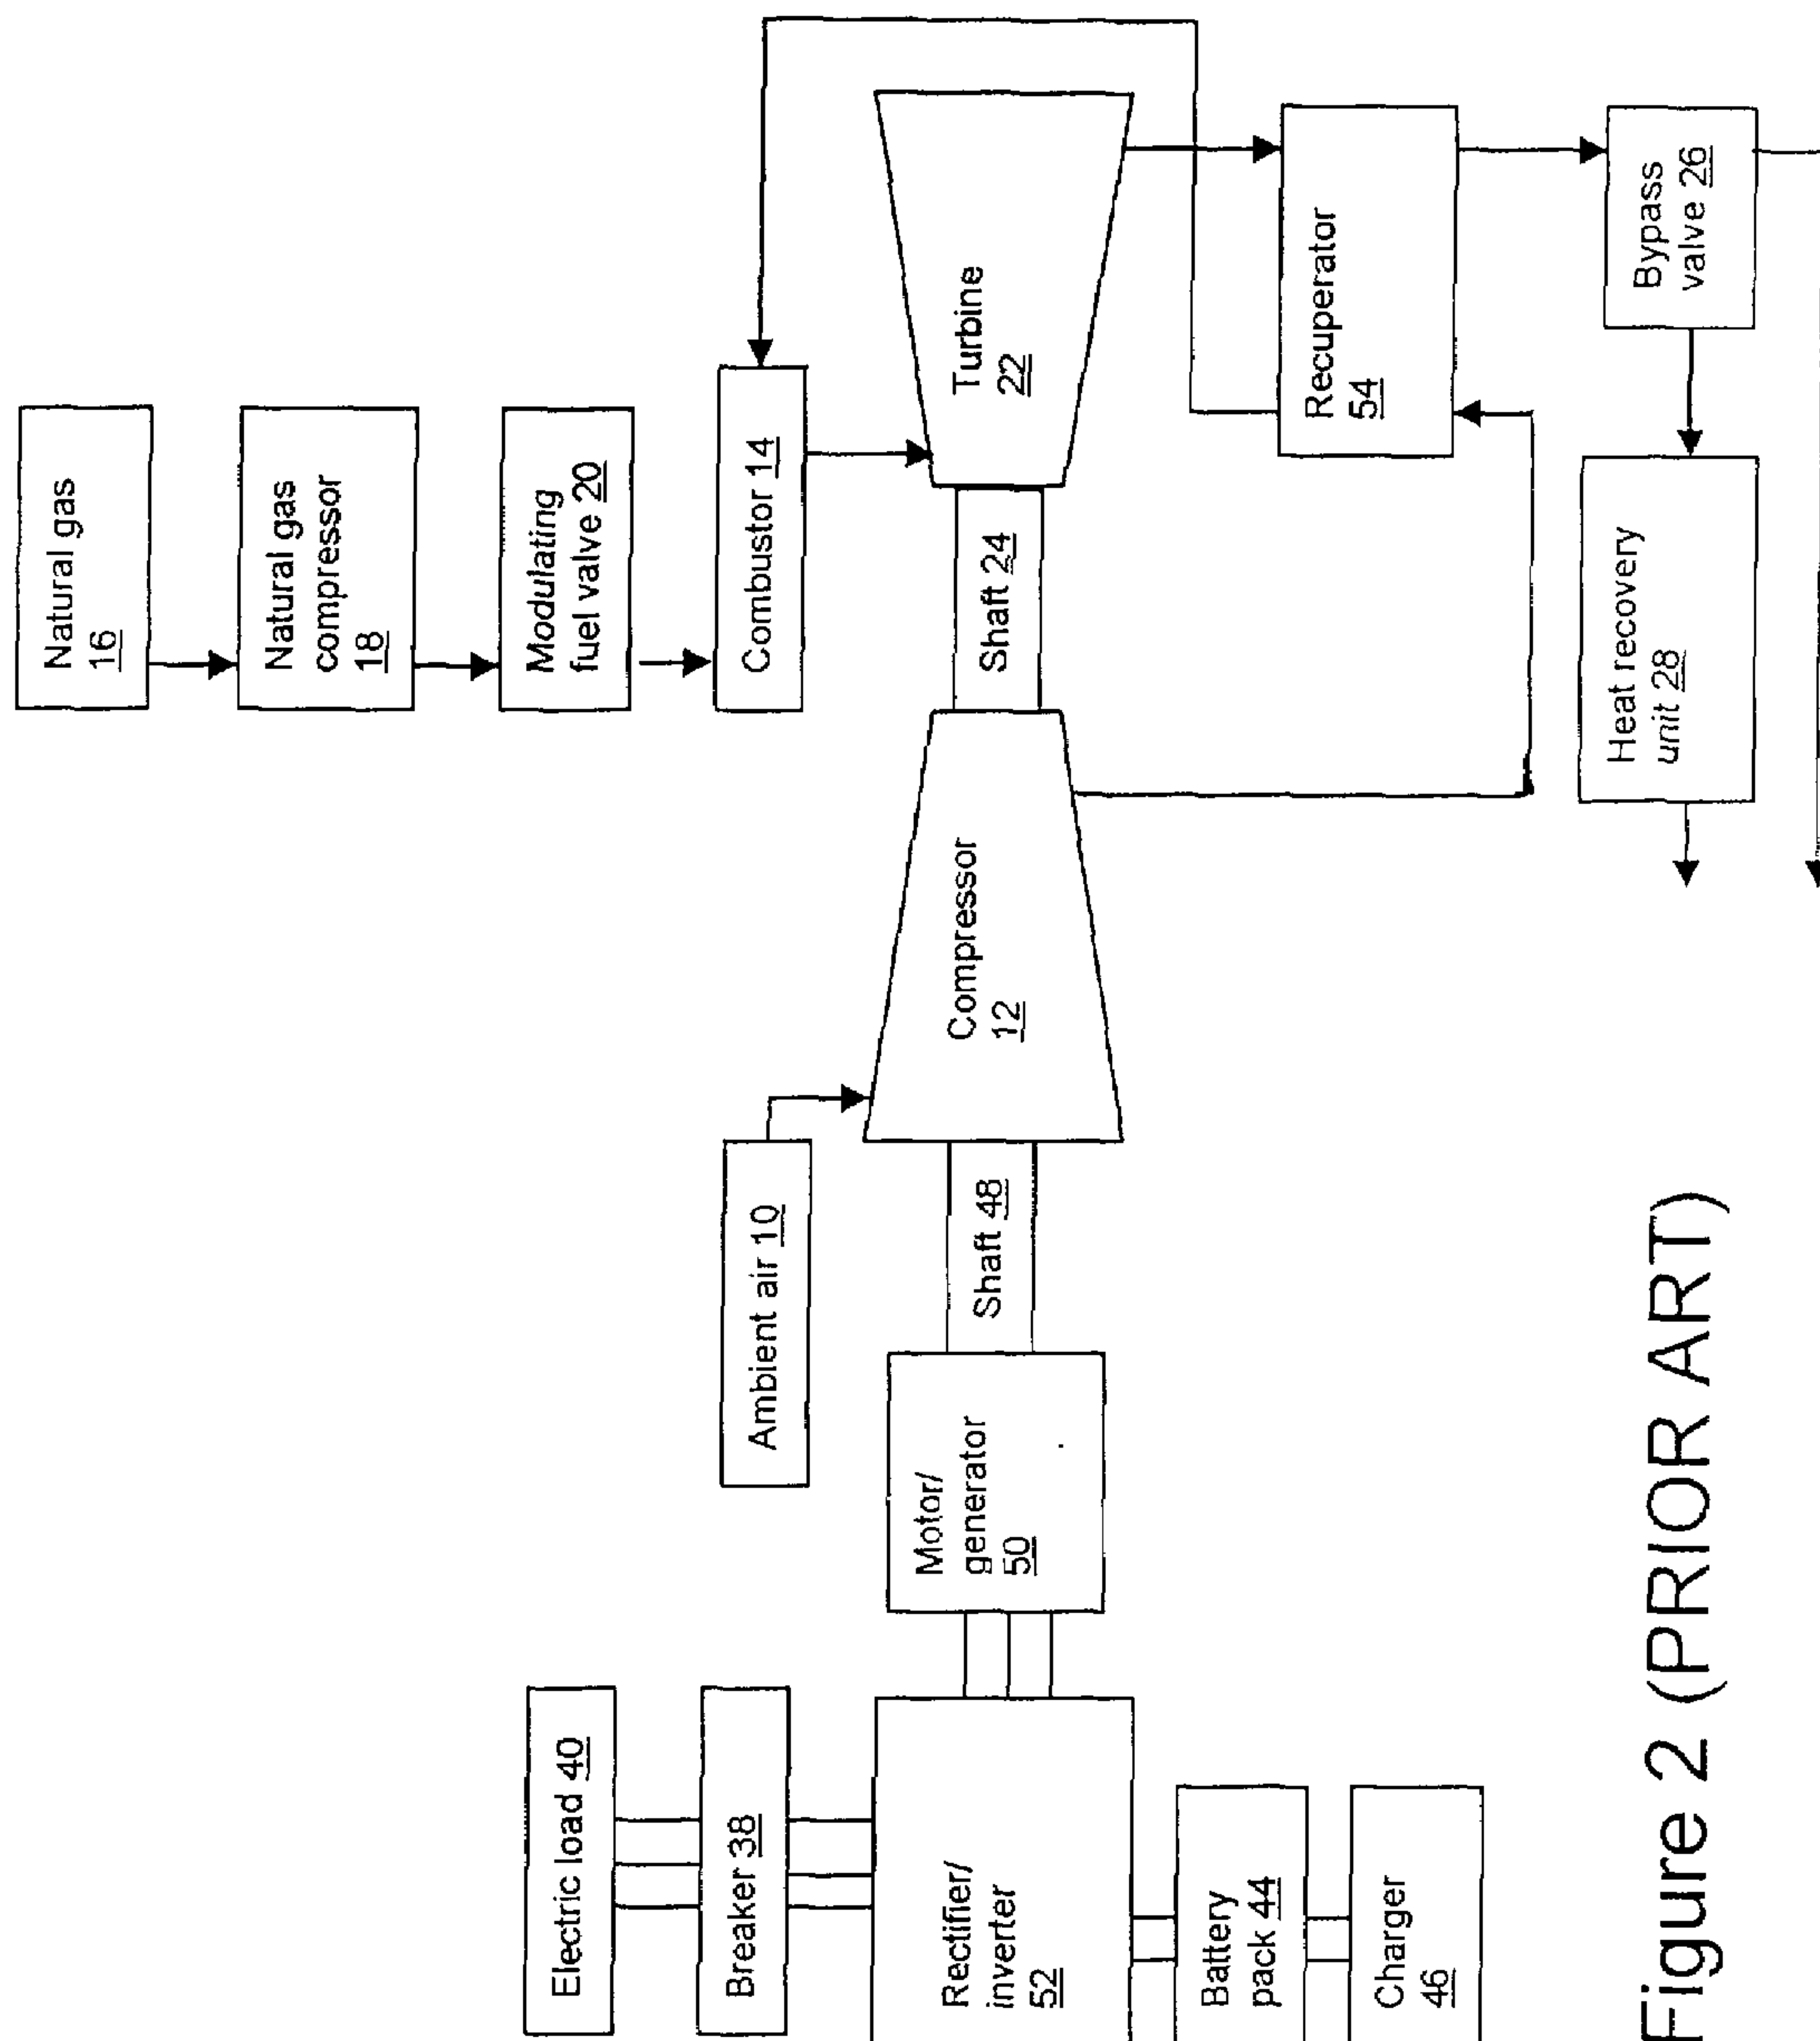 Natural gas
16
Natural gas
compressor
18
Modulating
fuel valve 20
Electric load 40
Breaker 38
Ambient air 10
Combustor 14
Rectifier/
inverter
52
Motor/
generator
50
Shaft 48
Compressor
12
Shaft 24
Turbine
22
Battery
pack 44
Charger
46
Recuperator
54
Heat recovery
unit 28
Bypass
valve 26
Figure 2 (PRIOR ART)